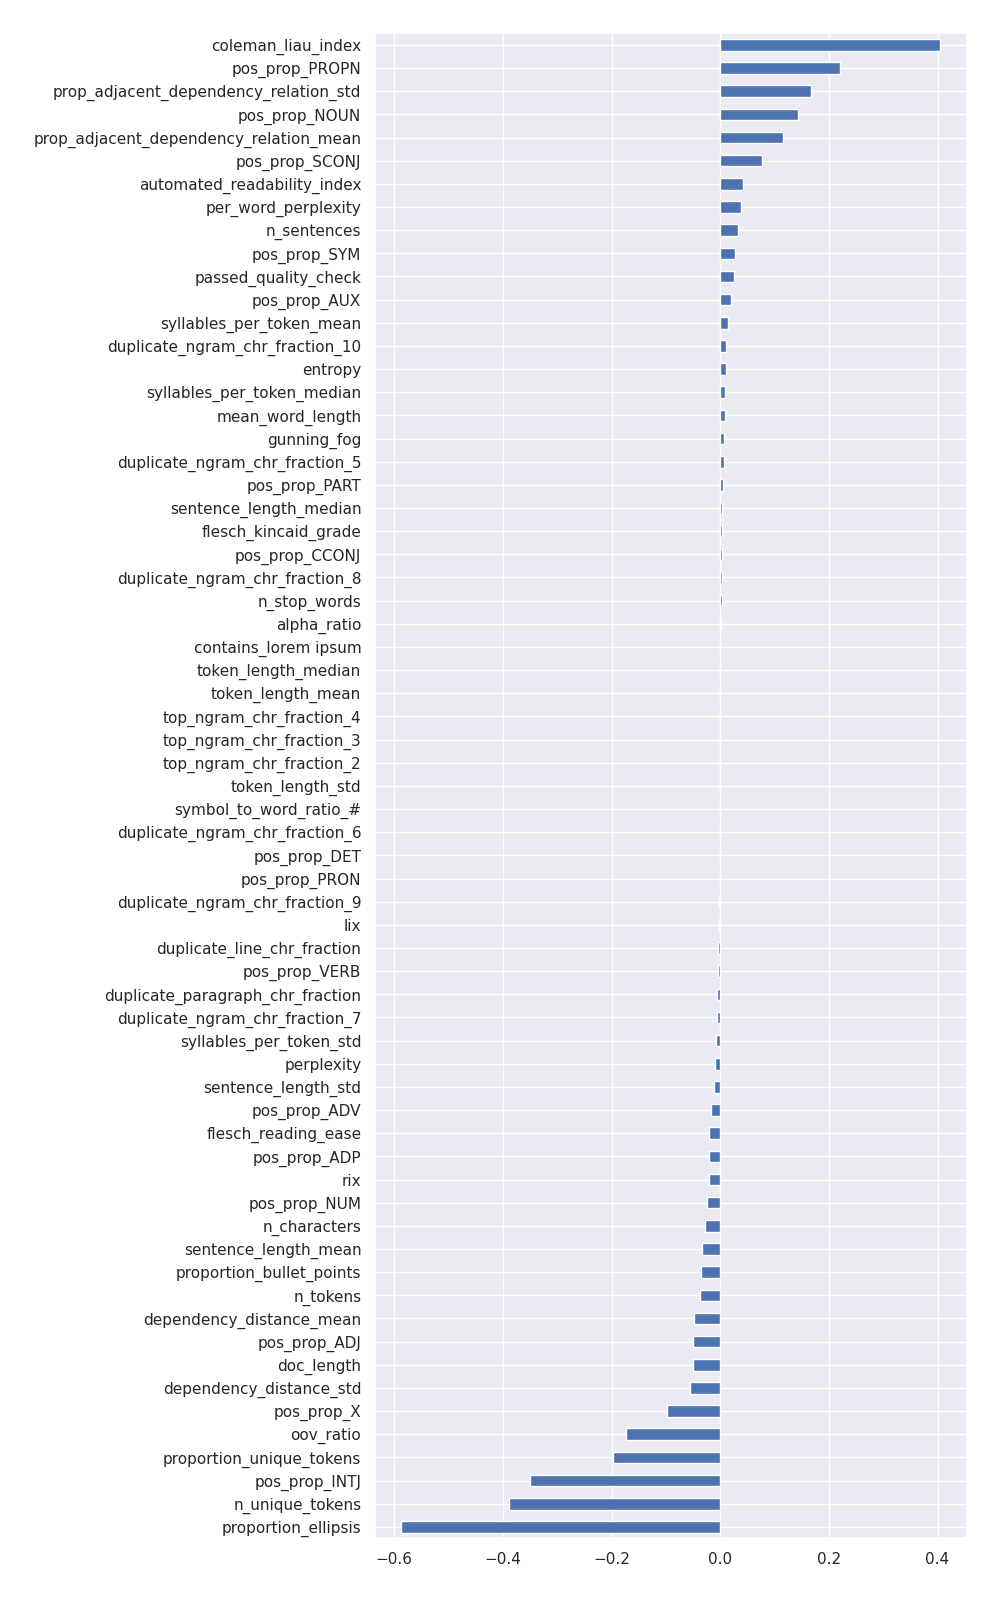 coleman_liau_index
pos_prop_PROPN
prop_adjacent_dependency_relation_std
pos_prop_NOUN
prop_adjacent_dependency_relation_mean
pos_prop_SCONJ
automated_readability_index
per_word_perplexity
n_sentences
pos_prop_SYM
passed_quality_check
pos_prop_AUX
syllables_per_token_mean
duplicate_ngram_chr_fraction_10
entropy
syllables_per_token_median
mean_word_length
gunning_fog
duplicate_ngram_chr_fraction_5
pos_prop_PART
sentence_length_median
flesch_kincaid_grade
pos_prop_CCONJ
duplicate_ngram_chr_fraction_8
n_stop_words
alpha_ratio
contains_lorem ipsum
token_length_median
token_length_mean
top_ngram_chr_fraction_4
top_ngram_chr_fraction_3
top_ngram_chr_fraction_2
token_length_std
symbol_to_word_ratio_#
duplicate_ngram_chr_fraction_6
pos_prop_DET
pos_prop_PRON
duplicate_ngram_chr_fraction_9
lix
duplicate_line_chr_fraction
pos_prop_VERB
duplicate_paragraph_chr_fraction
duplicate_ngram_chr_fraction_7
syllables_per_token_std
perplexity
sentence_length_std
pos_prop_ADV
flesch_reading_ease
pos_prop_ADP
rix
pos_prop_NUM
n_characters
sentence_length_mean
proportion_bullet_points
n_tokens
dependency_distance_mean
pos_prop_ADJ
doc_length
dependency_distance_std
pos_prop_X
oov_ratio
proportion_unique_tokens
pos_prop_INTJ
n_unique_tokens
proportion_ellipsis
−0.6 −0.4 −0.2 0.0 0.2 0.4